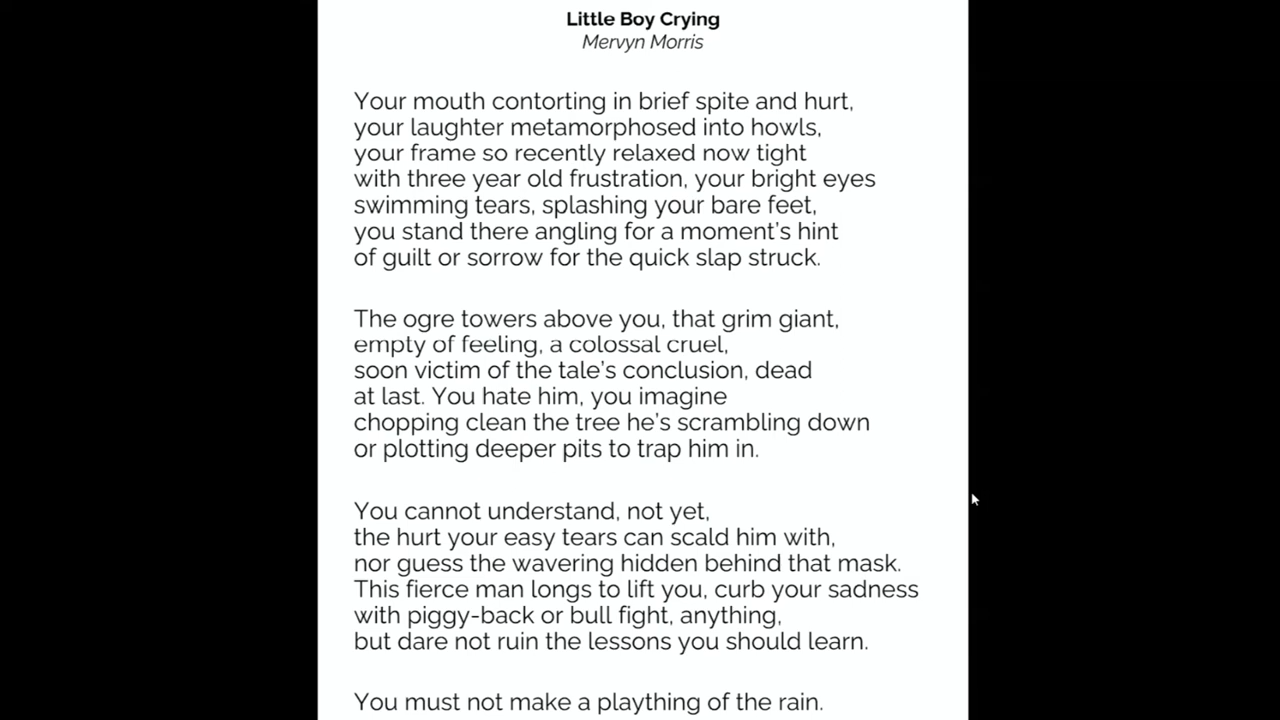 Little Boy Crying
Mervyn Morris
Your mouth contorting in brief spite and hurt,
your laughter metamorphosed into howls,
your frame so recently relaxed now tight
with three year old frustration, your bright eyes
swimming tears, splashing your bare feet,
you stand there angling for a moment’s hint
of guilt or sorrow for the quick slap struck.
The ogre towers above you, that grim giant,
empty of feeling, a colossal cruel,
soon victim of the tale’s conclusion, dead
at last. You hate him, you imagine
chopping clean the tree he’s scrambling down
or plotting deeper pits to trap him in.
You cannot understand, not yet,
the hurt your easy tears can scald him with,
nor guess the wavering hidden behind that mask.
This fierce man longs to lift you, curb your sadness
with piggy-back or bull fight, anything,
but dare not ruin the lessons you should learn.
You must not make a plaything of the rain.